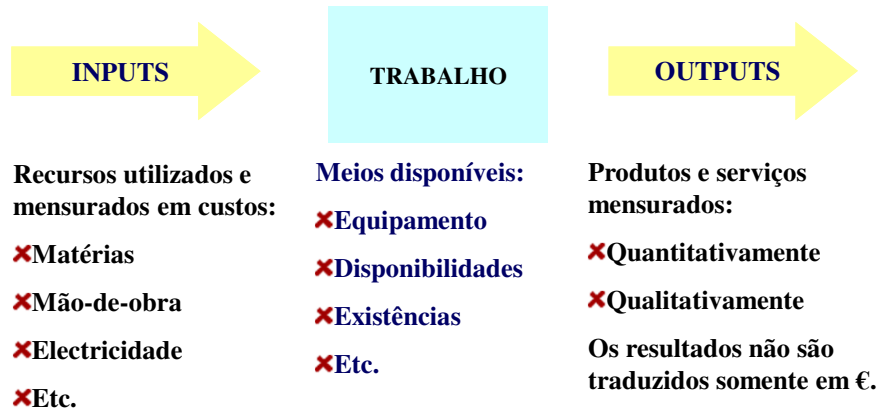 INPUTS
TRABALHO
OUTPUTS
Recursos utilizados e
mensurados em custos:
Matérias
Mão-de-obra
Electricidade
Etc.
Meios disponíveis:
Equipamento
Disponibilidades
Existências
Etc.
Produtos e serviços
mensurados:
Quantitativamente
Qualitativamente
Os resultados não são
traduzidos somente em €.